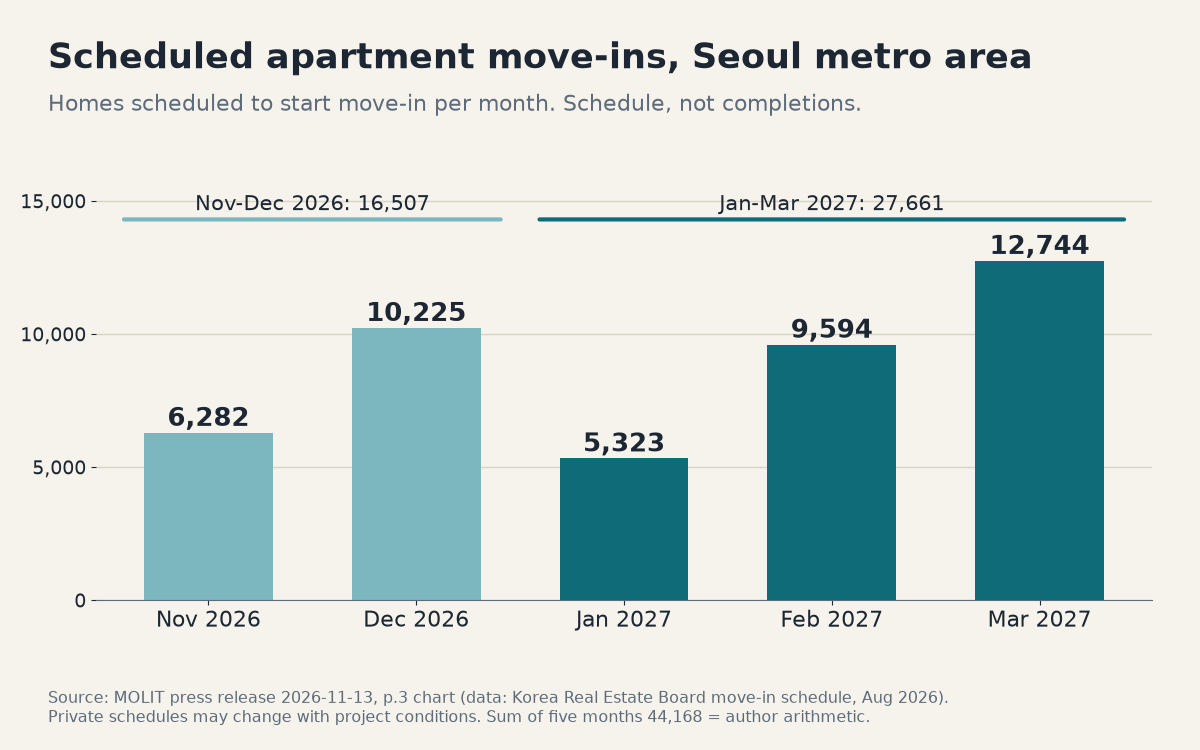 Scheduled apartment move-ins, Seoul metro area
Homes scheduled to start move-in per month. Schedule, not completions.
15,000
Nov-Dec 2026: 16,507
Jan-Mar 2027: 27,661
12,744
10,225
10,000
9,594
6,282
5,323
5,000
0
Nov 2026
Dec 2026
Jan 2027
Feb 2027
Mar 2027
Source: MOLIT press release 2026-11-13, p.3 chart (data: Korea Real Estate Board move-in schedule, Aug 2026).
Private schedules may change with project conditions. Sum of five months 44,168 = author arithmetic.